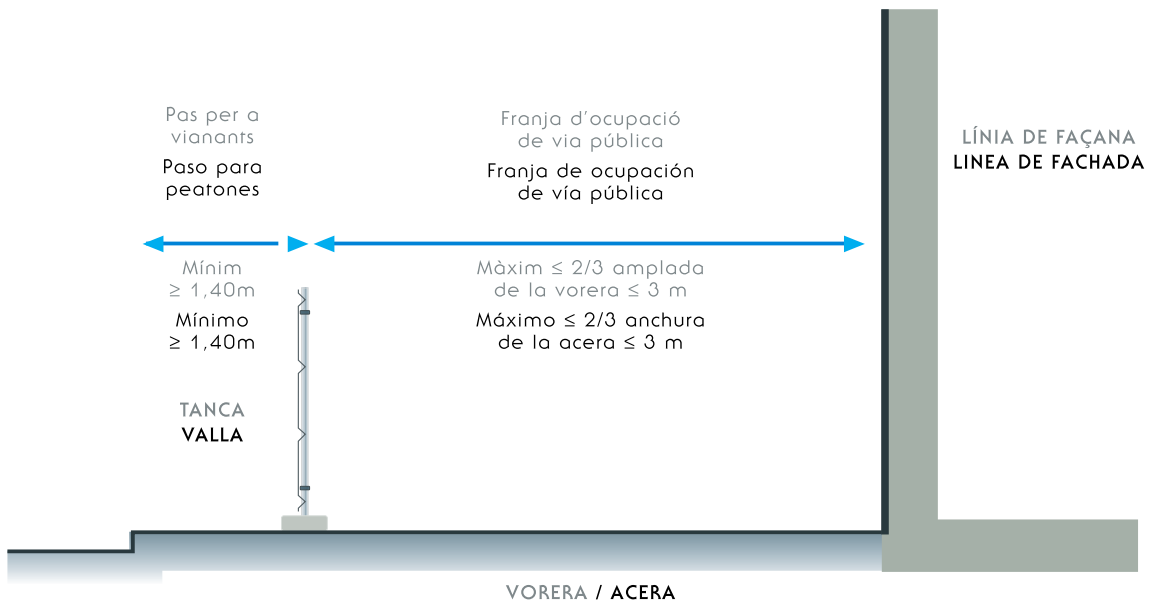 Pas per a
vianants
Paso para
peatones
Franja d'ocupació
de via pública
Franja de ocupación
de vía pública
LÍNIA DE FAÇANA
LINEA DE FACHADA
Mínim
≥ 1,40m
Mínimo
≥ 1,40m
Màxim ≤ 2/3 amplada
de la vorera ≤ 3 m
Máximo ≤ 2/3 anchura
de la acera ≤ 3 m
TANCA
VALLA
VORERA / ACERA